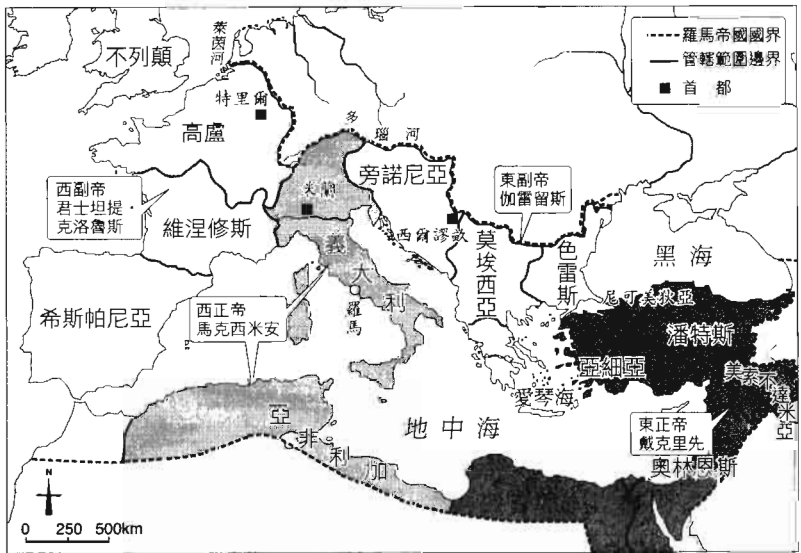 羅馬帝國國界
管轄範圍邊界
首都
萊茵河
不列顛
特里爾
高盧
多瑙河
旁諾尼亞
西副帝
君士坦提
克洛魯斯
米蘭
東副帝
伽雷留斯
維涅修斯
西爾謬敏
莫埃西亞
色雷斯
黑海
義大利
尼可美狄亞
希斯帕尼亞
西正帝
馬克西米安
羅馬
潘特斯
亞細亞
美索不達米亞
愛琴海
亞非利加
地中海
東正帝
戴克里先
奧林恩斯
N
0 250 500km